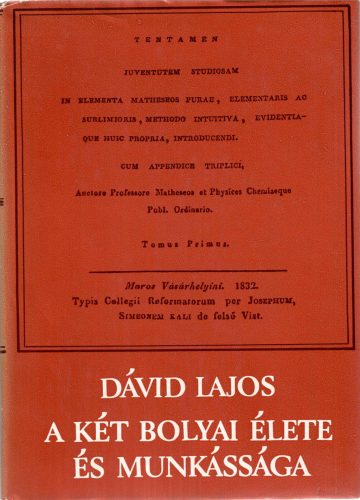 TENTAMEN
JUVENTUTEM STUDIOSAM
IN ELEMENTA MATHESEOS PURAE, ELEMENTARIS AC
SUBLIMIORIS, METHODO INTUITIVA, EVIDENTIA-
QUE HUIC PROPRIA, INTRODUCENDI.
CUM APPENDICE TRIPLICI,
Auctore Professore Matheseos et Physices Chemiaeque
Publ. Ordinario.
Tomus Primus.
Maros Vásárhelyini. 1832.
Typis Collegii Reformatorum per JOSEPHUM,
SIMEONEM KALI de felső Vist.
DÁVID LAJOS
A KÉT BOLYAI ÉLETE
ÉS MUNKÁSSÁGA